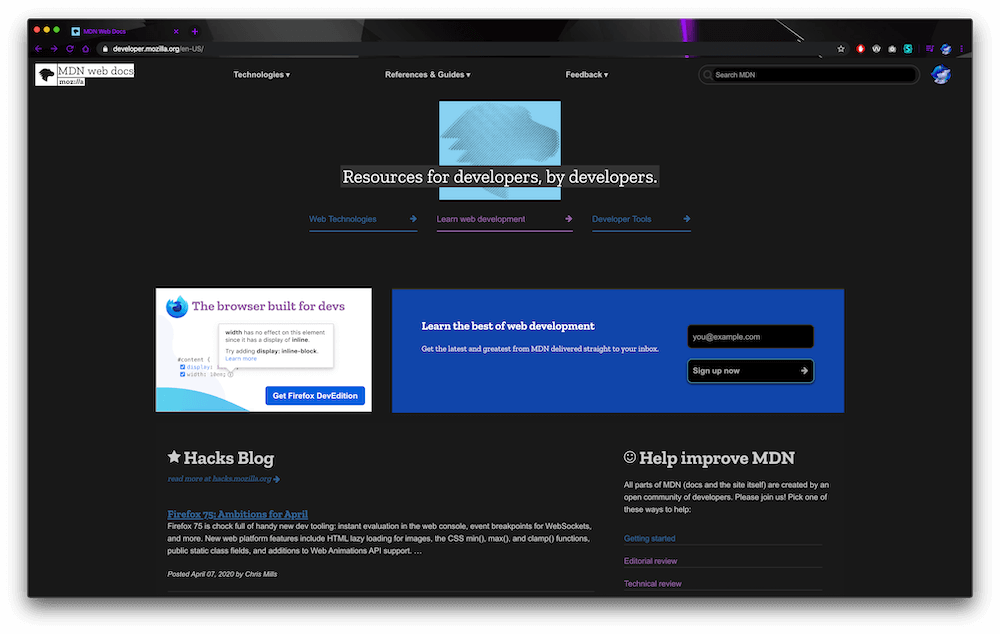 MDN Web Docs
developer.mozilla.org/en-US/
MDN web docs
moz://a
Technologies ▾
References & Guides ▾
Feedback ▾
Search MDN
Resources for developers, by developers.
Web Technologies
Learn web development
Developer Tools
The browser built for devs
width has no effect on this element
since it has a display of inline.
Try adding display: inline-block.
Learn more
#content {
display:
width: 10em;
Get Firefox DevEdition
Learn the best of web development
Get the latest and greatest from MDN delivered straight to your inbox.
you@example.com
Sign up now
Hacks Blog
read more at hacks.mozilla.org
Firefox 75: Ambitions for April
Firefox 75 is chock full of handy new dev tooling: instant evaluation in the web console, event breakpoints for WebSockets,
and more. New web platform features include HTML lazy loading for images, the CSS min(), max(), and clamp() functions,
public static class fields, and additions to Web Animations API support. …
Posted April 07, 2020 by Chris Mills
Help improve MDN
All parts of MDN (docs and the site itself) are created by an
open community of developers. Please join us! Pick one of
these ways to help:
Getting started
Editorial review
Technical review